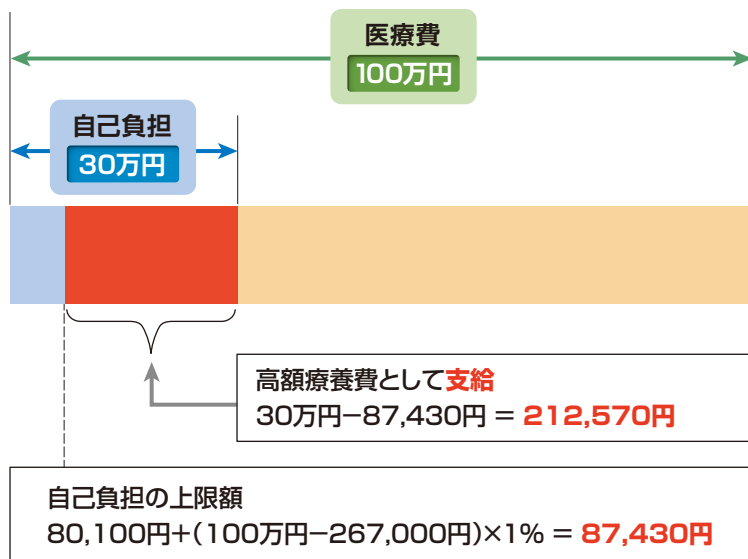 医療費
100万円
自己負担
30万円
高額療養費として支給
30万円−87,430円 = 212,570円
自己負担の上限額
80,100円+(100万円−267,000円)×1% = 87,430円